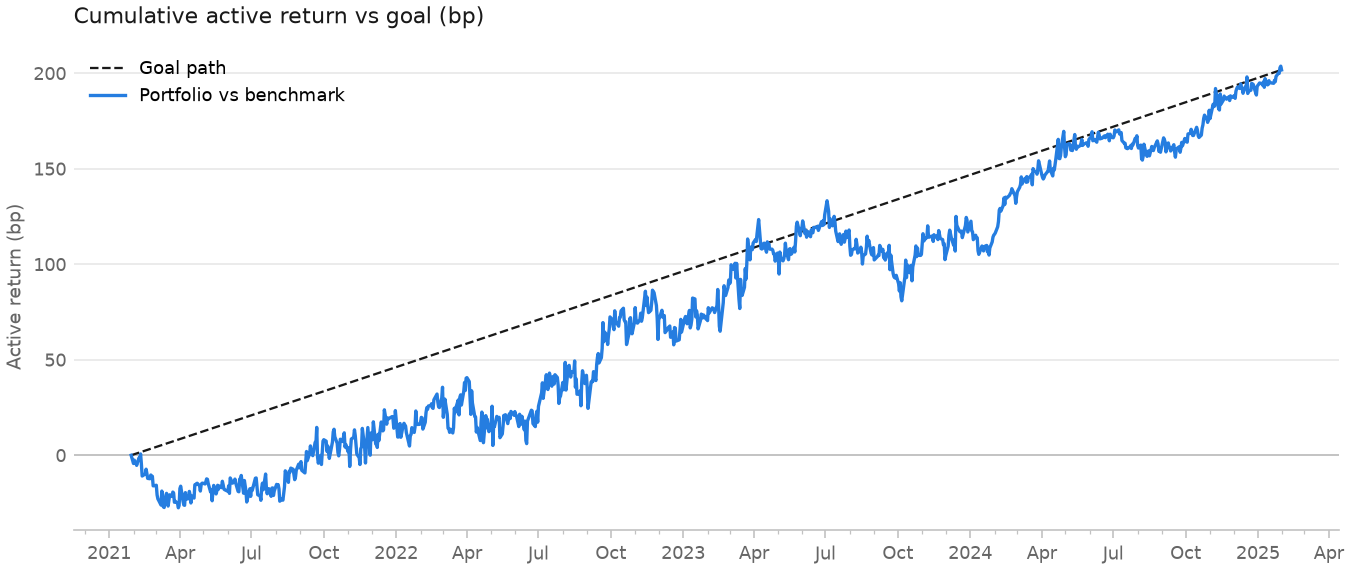 Cumulative active return vs goal (bp)
Goal path
Portfolio vs benchmark
Active return (bp)
200
150
100
50
0
2021 Apr Jul Oct 2022 Apr Jul Oct 2023 Apr Jul Oct 2024 Apr Jul Oct 2025 Apr